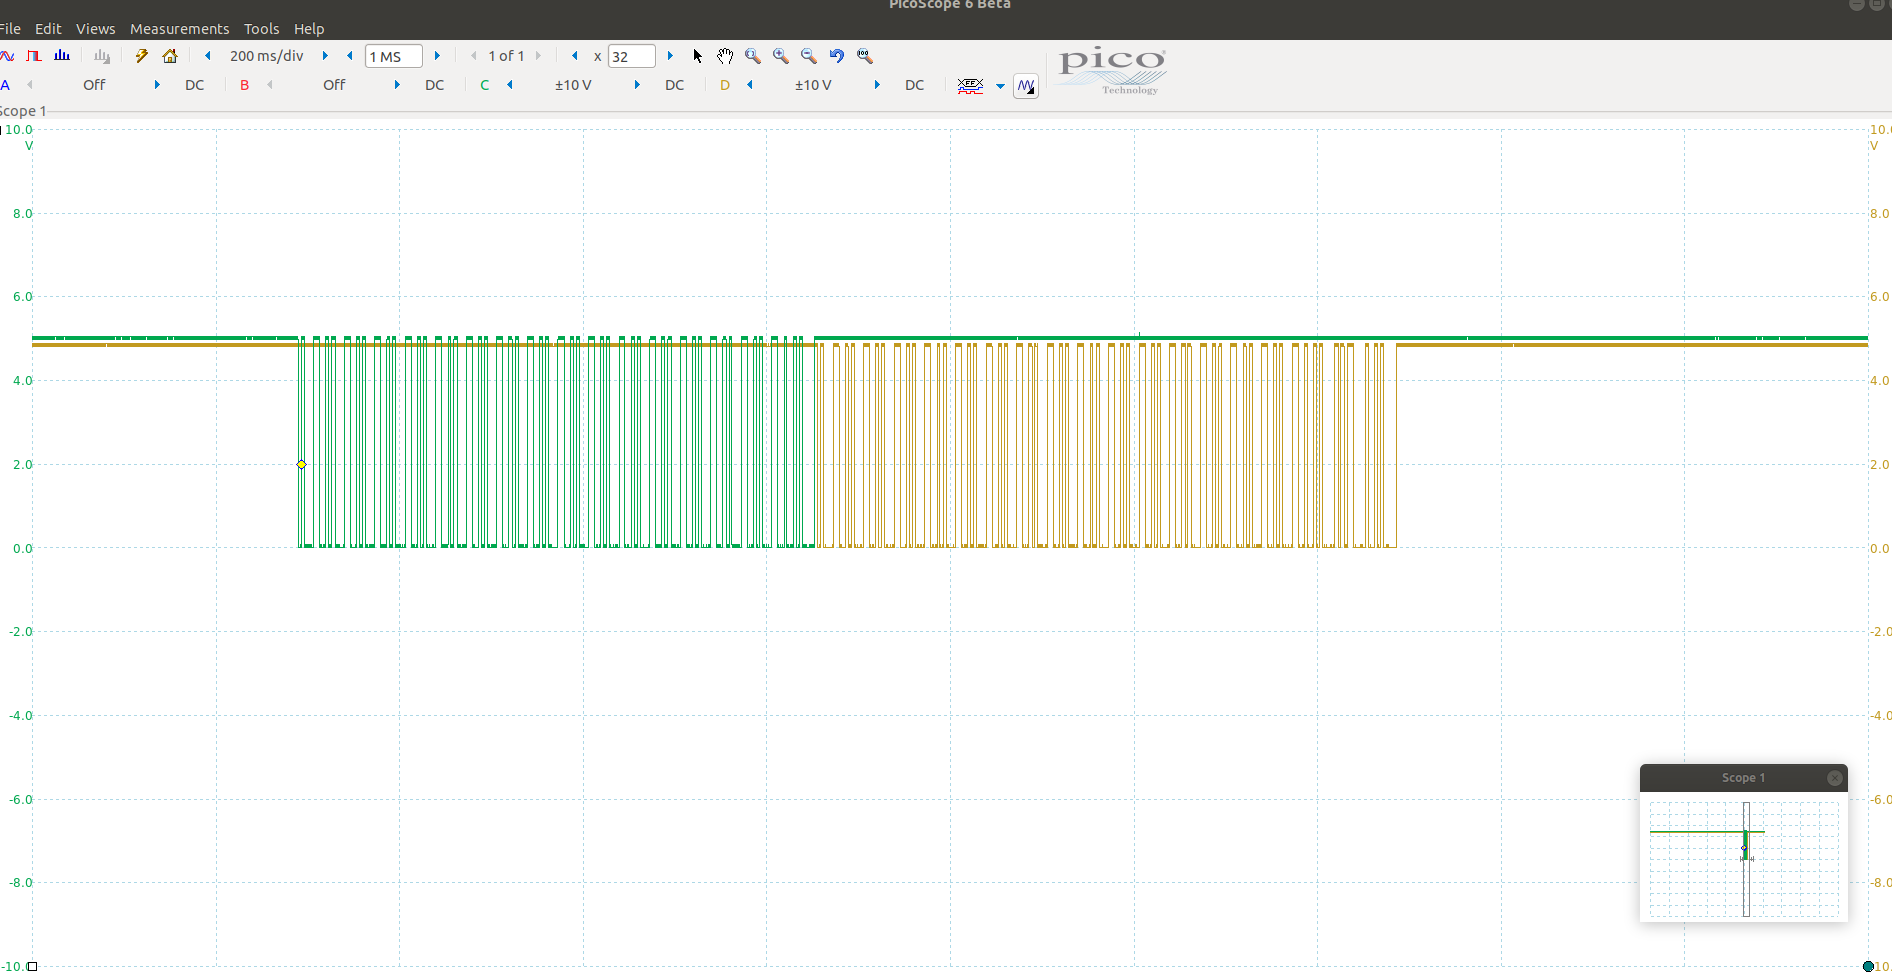 PicoScope 6 Beta
File Edit Views Measurements Tools Help
200 ms/div 1 MS 1 of 1 x 32
A Off DC B Off DC C ±10 V DC D ±10 V DC
pico
Technology
Scope 1
10.0 10.0
V V
8.0 8.0
6.0 6.0
4.0 4.0
2.0 2.0
0.0 0.0
-2.0 -2.0
-4.0 -4.0
Scope 1
-6.0 -6.0
-8.0 -8.0
-10.0 10